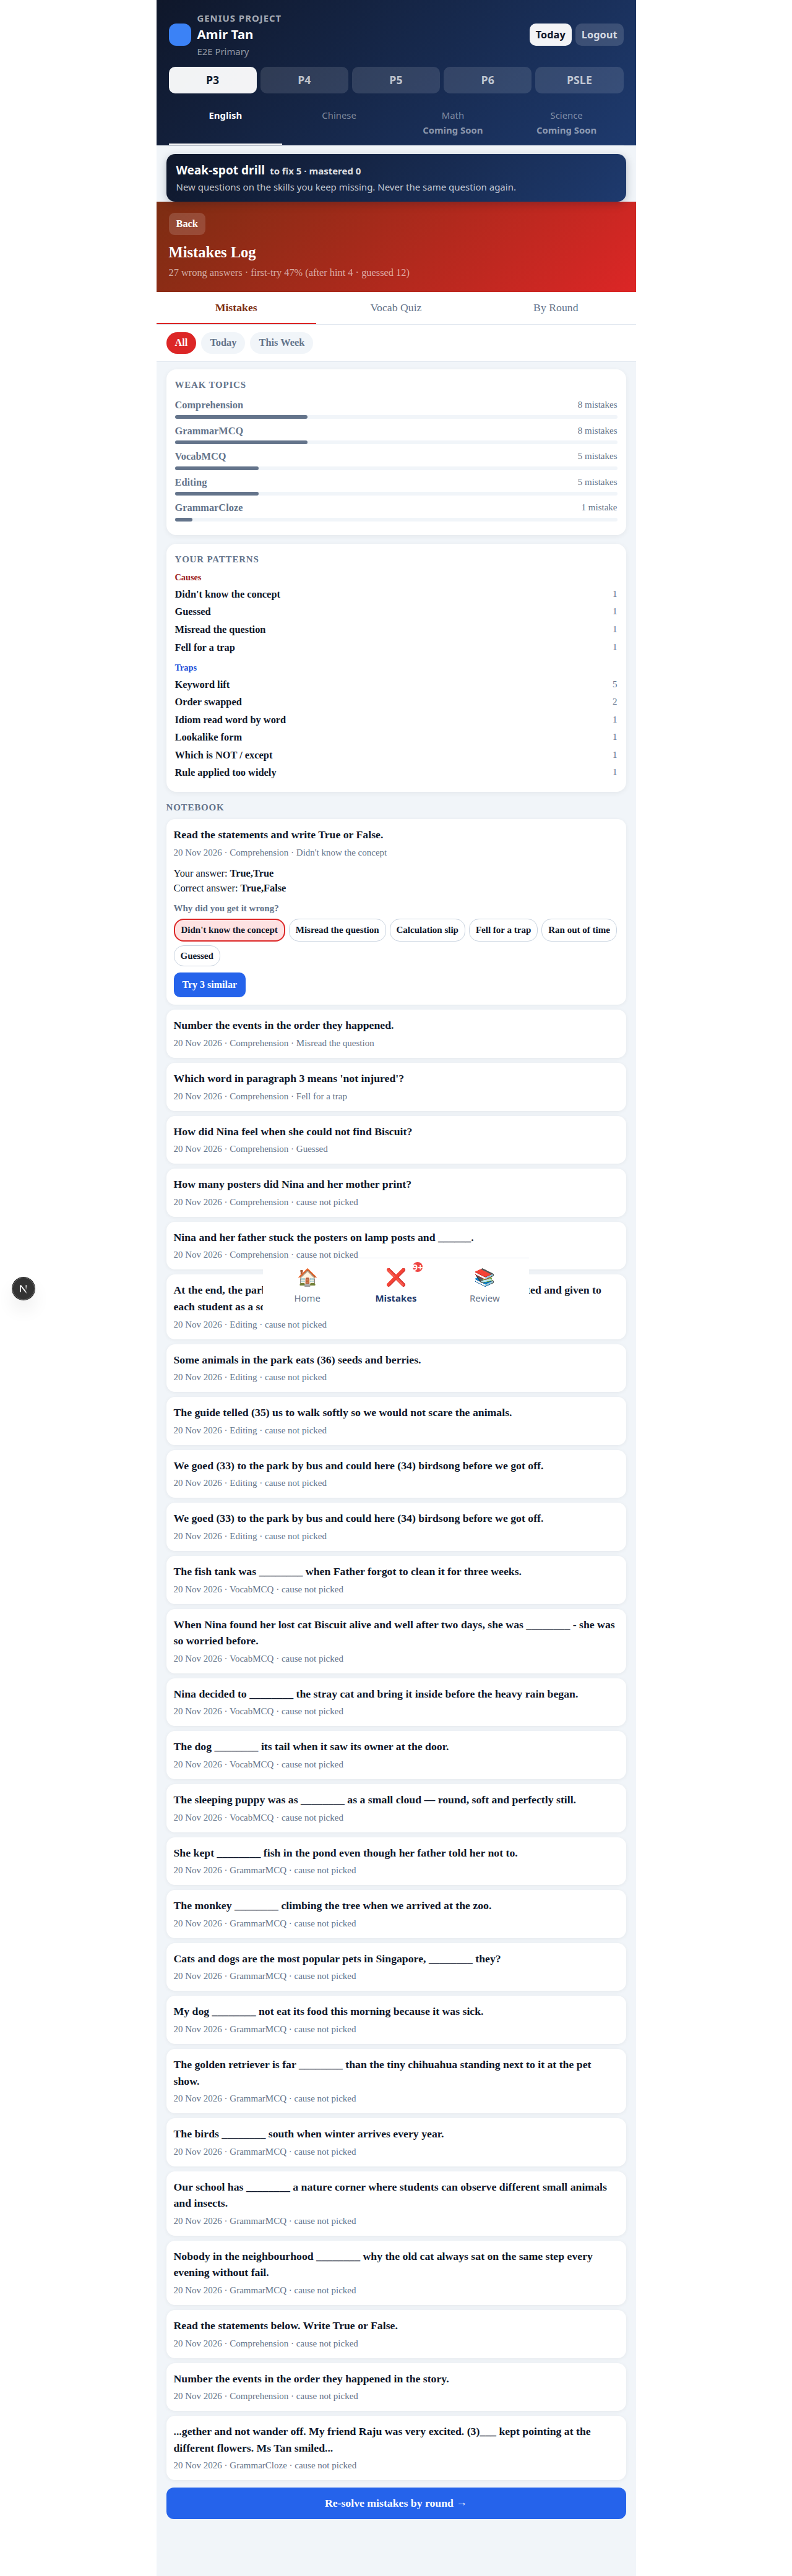 GENIUS PROJECT
Amir Tan
E2E Primary
Today
Logout
P3
P4
P5
P6
PSLE
English
Chinese
Math
Coming Soon
Science
Coming Soon
Weak-spot drill to fix 5 · mastered 0
New questions on the skills you keep missing. Never the same question again.
Back
Mistakes Log
27 wrong answers · first-try 47% (after hint 4 · guessed 12)
Mistakes
Vocab Quiz
By Round
All
Today
This Week
WEAK TOPICS
Comprehension 8 mistakes
GrammarMCQ 8 mistakes
VocabMCQ 5 mistakes
Editing 5 mistakes
GrammarCloze 1 mistake
YOUR PATTERNS
Causes
Didn't know the concept 1
Guessed 1
Misread the question 1
Fell for a trap 1
Traps
Keyword lift 5
Order swapped 2
Idiom read word by word 1
Lookalike form 1
Which is NOT / except 1
Rule applied too widely 1
NOTEBOOK
Read the statements and write True or False.
20 Nov 2026 · Comprehension · Didn't know the concept
Your answer: True,True
Correct answer: True,False
Why did you get it wrong?
Didn't know the concept
Misread the question
Calculation slip
Fell for a trap
Ran out of time
Guessed
Try 3 similar
Number the events in the order they happened.
20 Nov 2026 · Comprehension · Misread the question
Which word in paragraph 3 means 'not injured'?
20 Nov 2026 · Comprehension · Fell for a trap
How did Nina feel when she could not find Biscuit?
20 Nov 2026 · Comprehension · Guessed
How many posters did Nina and her mother print?
20 Nov 2026 · Comprehension · cause not picked
Nina and her father stuck the posters on lamp posts and ______.
20 Nov 2026 · Comprehension · cause not picked
At the end, the
and given to
each student as a
20 Nov 2026 · Editing · cause not picked
Home
Mistakes
9+
Review
Some animals in the park eats (36) seeds and berries.
20 Nov 2026 · Editing · cause not picked
The guide telled (35) us to walk softly so we would not scare the animals.
20 Nov 2026 · Editing · cause not picked
We goed (33) to the park by bus and could here (34) birdsong before we got off.
20 Nov 2026 · Editing · cause not picked
We goed (33) to the park by bus and could here (34) birdsong before we got off.
20 Nov 2026 · Editing · cause not picked
The fish tank was ________ when Father forgot to clean it for three weeks.
20 Nov 2026 · VocabMCQ · cause not picked
When Nina found her lost cat Biscuit alive and well after two days, she was ________ - she was
so worried before.
20 Nov 2026 · VocabMCQ · cause not picked
Nina decided to ________ the stray cat and bring it inside before the heavy rain began.
20 Nov 2026 · VocabMCQ · cause not picked
The dog ________ its tail when it saw its owner at the door.
20 Nov 2026 · VocabMCQ · cause not picked
The sleeping puppy was as ________ as a small cloud — round, soft and perfectly still.
20 Nov 2026 · VocabMCQ · cause not picked
She kept ________ fish in the pond even though her father told her not to.
20 Nov 2026 · GrammarMCQ · cause not picked
The monkey ________ climbing the tree when we arrived at the zoo.
20 Nov 2026 · GrammarMCQ · cause not picked
Cats and dogs are the most popular pets in Singapore, ________ they?
20 Nov 2026 · GrammarMCQ · cause not picked
My dog ________ not eat its food this morning because it was sick.
20 Nov 2026 · GrammarMCQ · cause not picked
The golden retriever is far ________ than the tiny chihuahua standing next to it at the pet
show.
20 Nov 2026 · GrammarMCQ · cause not picked
The birds ________ south when winter arrives every year.
20 Nov 2026 · GrammarMCQ · cause not picked
Our school has ________ a nature corner where students can observe different small animals
and insects.
20 Nov 2026 · GrammarMCQ · cause not picked
Nobody in the neighbourhood ________ why the old cat always sat on the same step every
evening without fail.
20 Nov 2026 · GrammarMCQ · cause not picked
Read the statements below. Write True or False.
20 Nov 2026 · Comprehension · cause not picked
Number the events in the order they happened in the story.
20 Nov 2026 · Comprehension · cause not picked
...gether and not wander off. My friend Raju was very excited. (3)___ kept pointing at the
different flowers. Ms Tan smiled...
20 Nov 2026 · GrammarCloze · cause not picked
Re-solve mistakes by round →